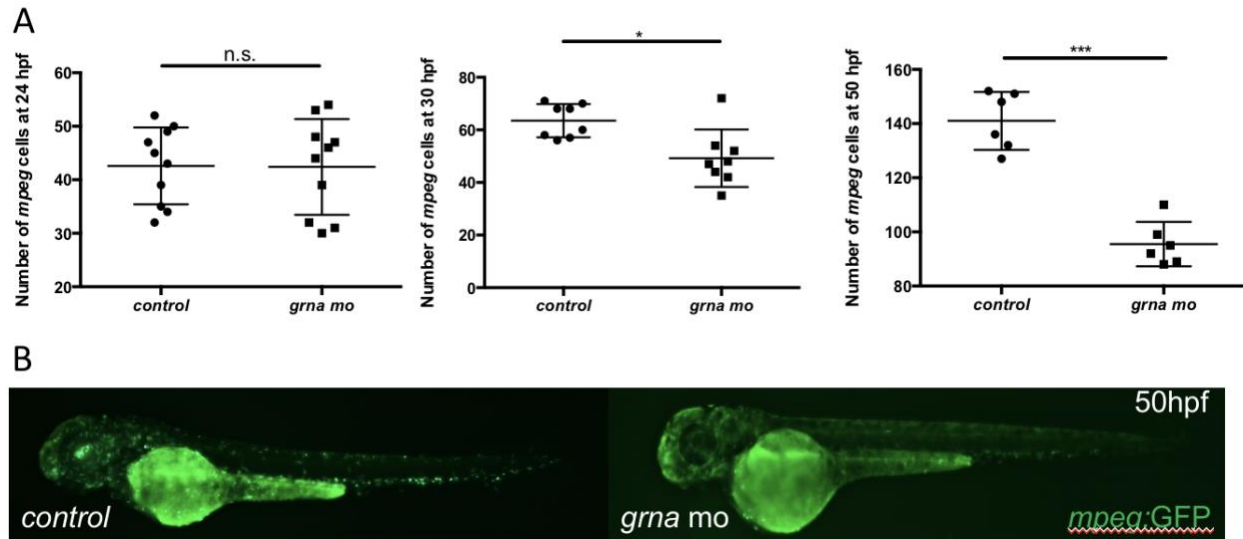 A
n.s.
Number of mpeg cells at 24 hpf
60
50
40
30
20
control
grna mo
*
Number of mpeg cells at 30 hpf
80
60
40
20
0
control
grna mo
***
Number of mpeg cells at 50 hpf
160
140
120
100
80
control
grna mo
B
50hpf
control
grna mo
mpeg:GFP